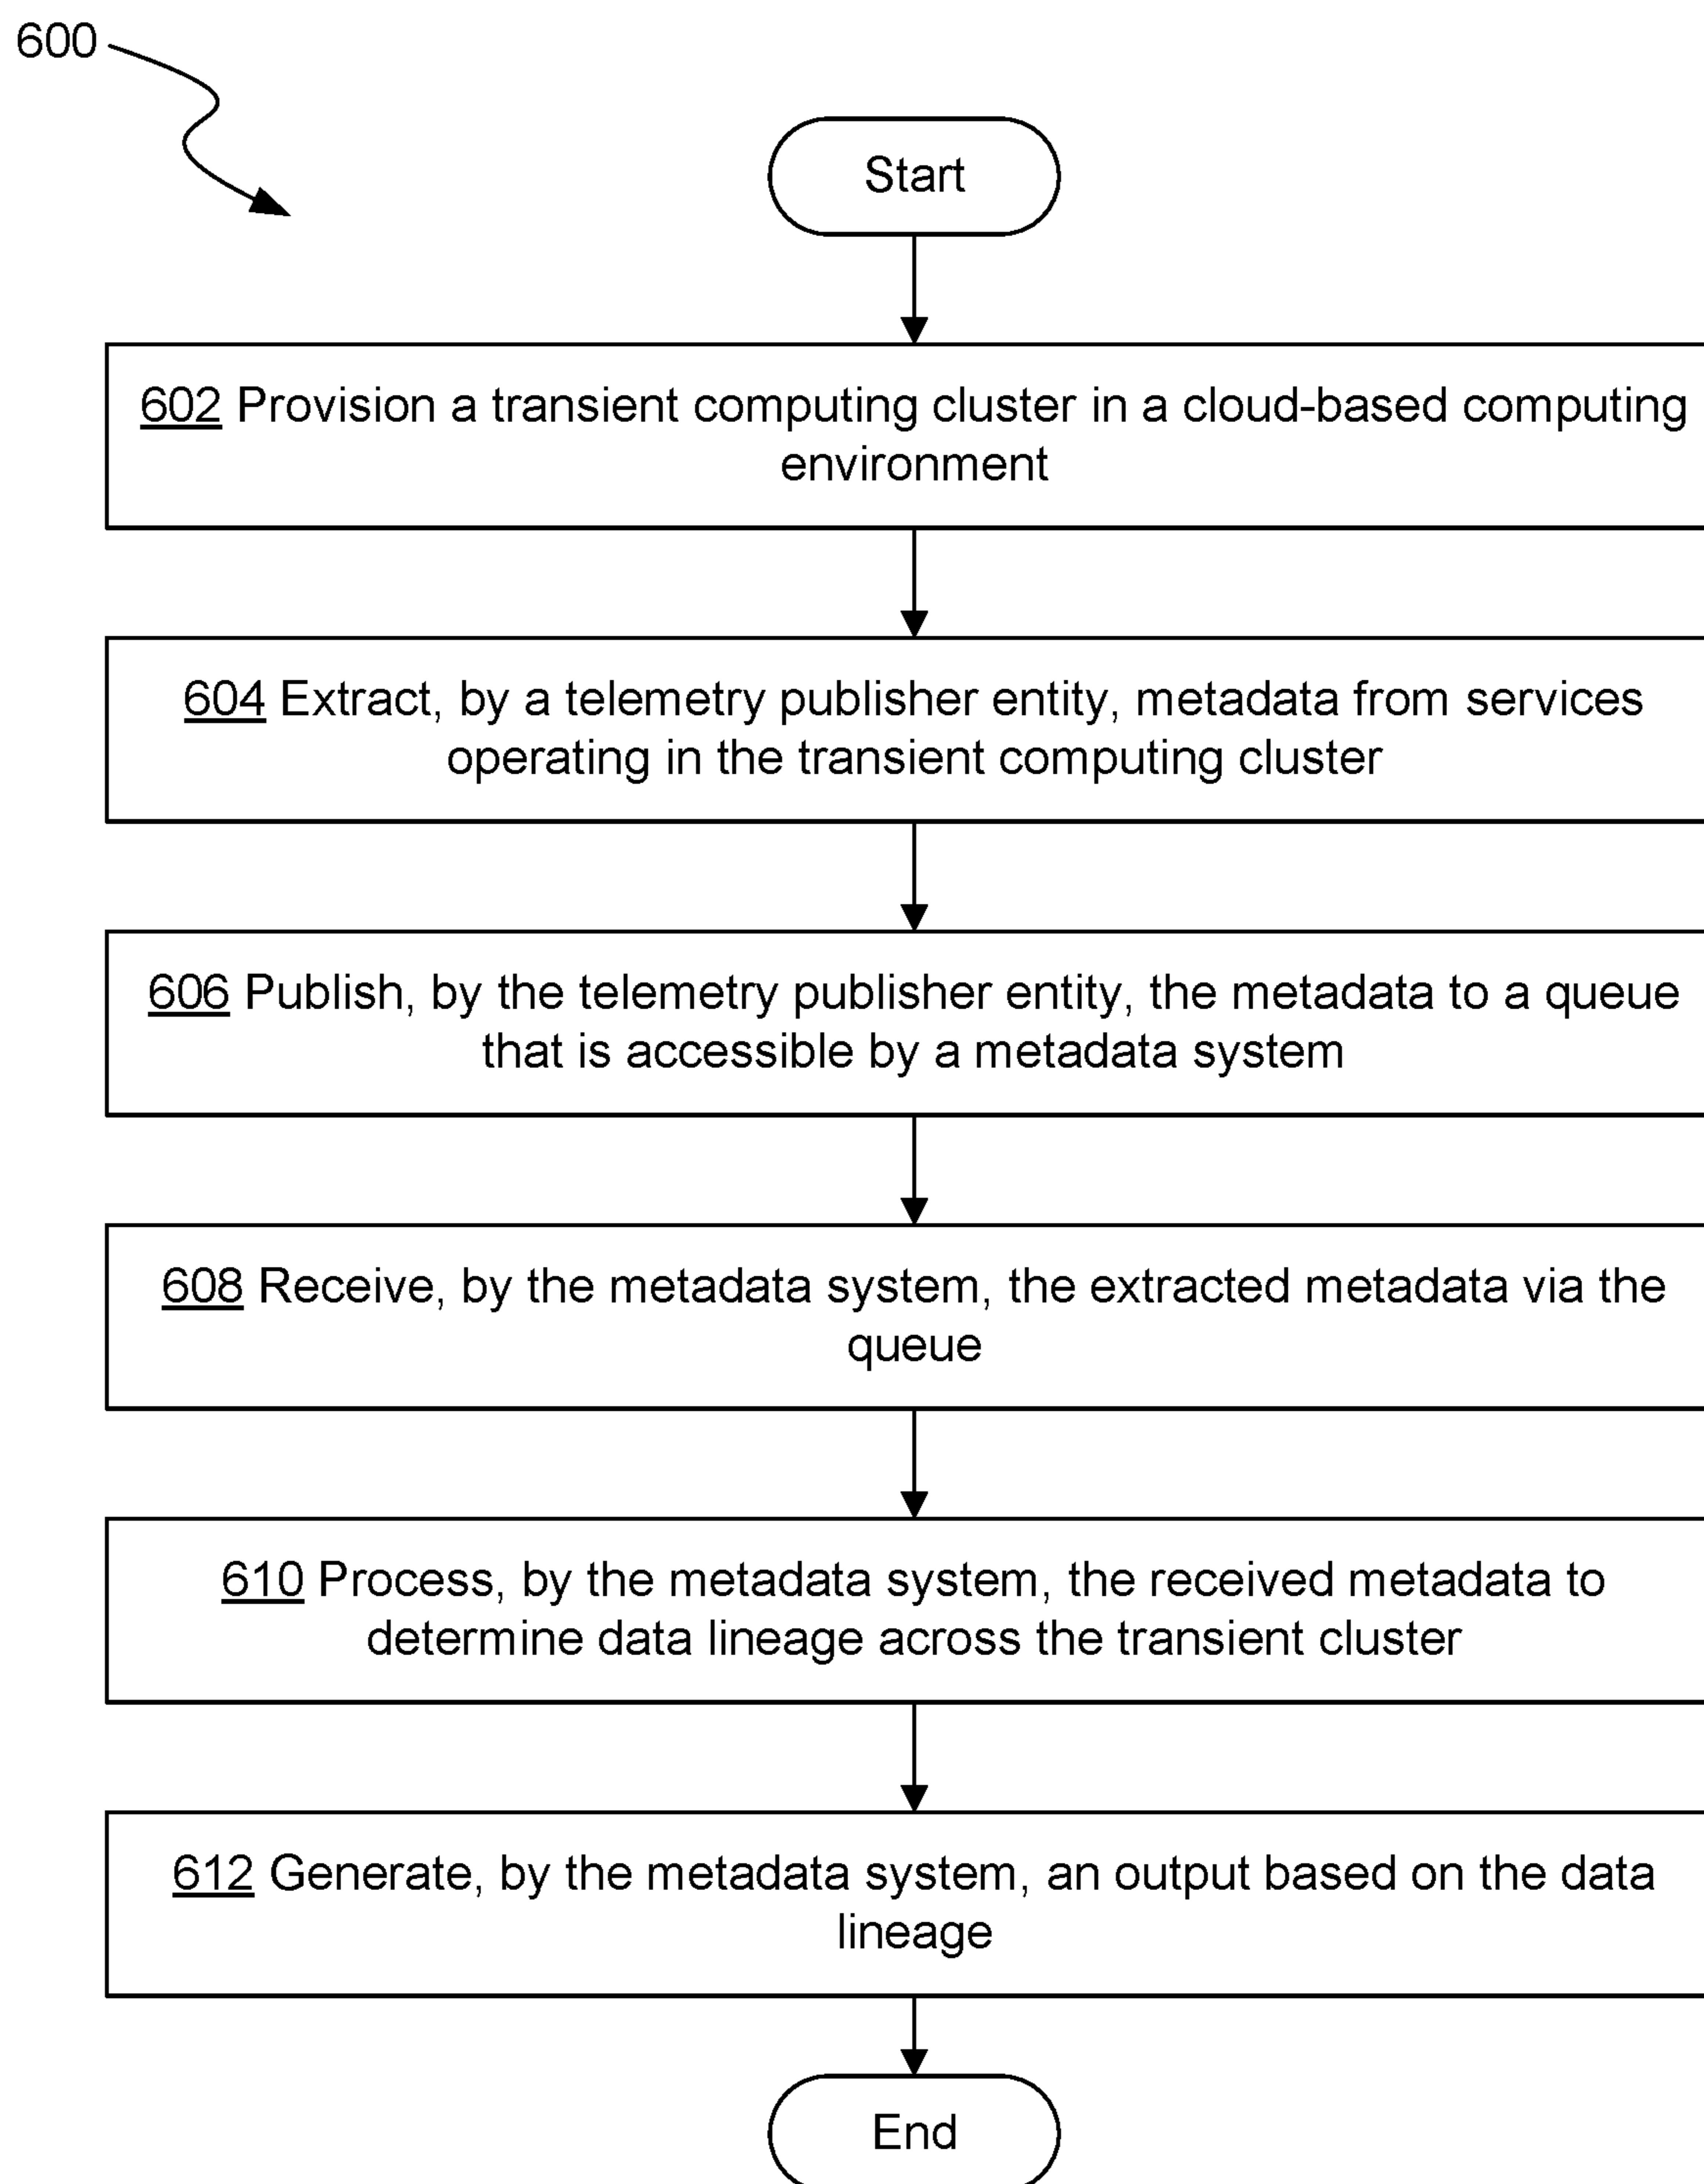 600
Start
602 Provision a transient computing cluster in a cloud-based computing
environment
604 Extract, by a telemetry publisher entity, metadata from services
operating in the transient computing cluster
606 Publish, by the telemetry publisher entity, the metadata to a queue
that is accessible by a metadata system
608 Receive, by the metadata system, the extracted metadata via the
queue
610 Process, by the metadata system, the received metadata to
determine data lineage across the transient cluster
612 Generate, by the metadata system, an output based on the data
lineage
End